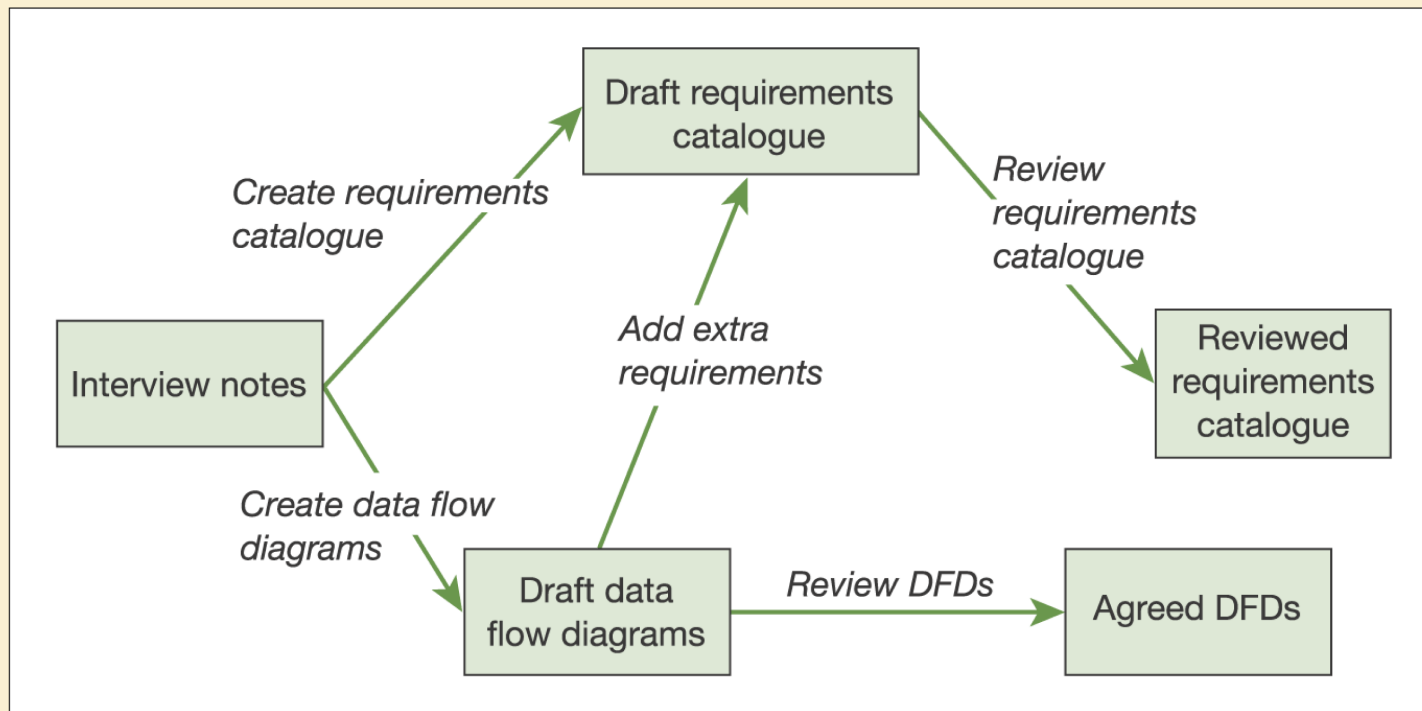 Draft requirements
catalogue
Create requirements
catalogue
Review
requirements
catalogue
Interview notes
Add extra
requirements
Reviewed
requirements
catalogue
Create data flow
diagrams
Draft data
flow diagrams
Review DFDs
Agreed DFDs